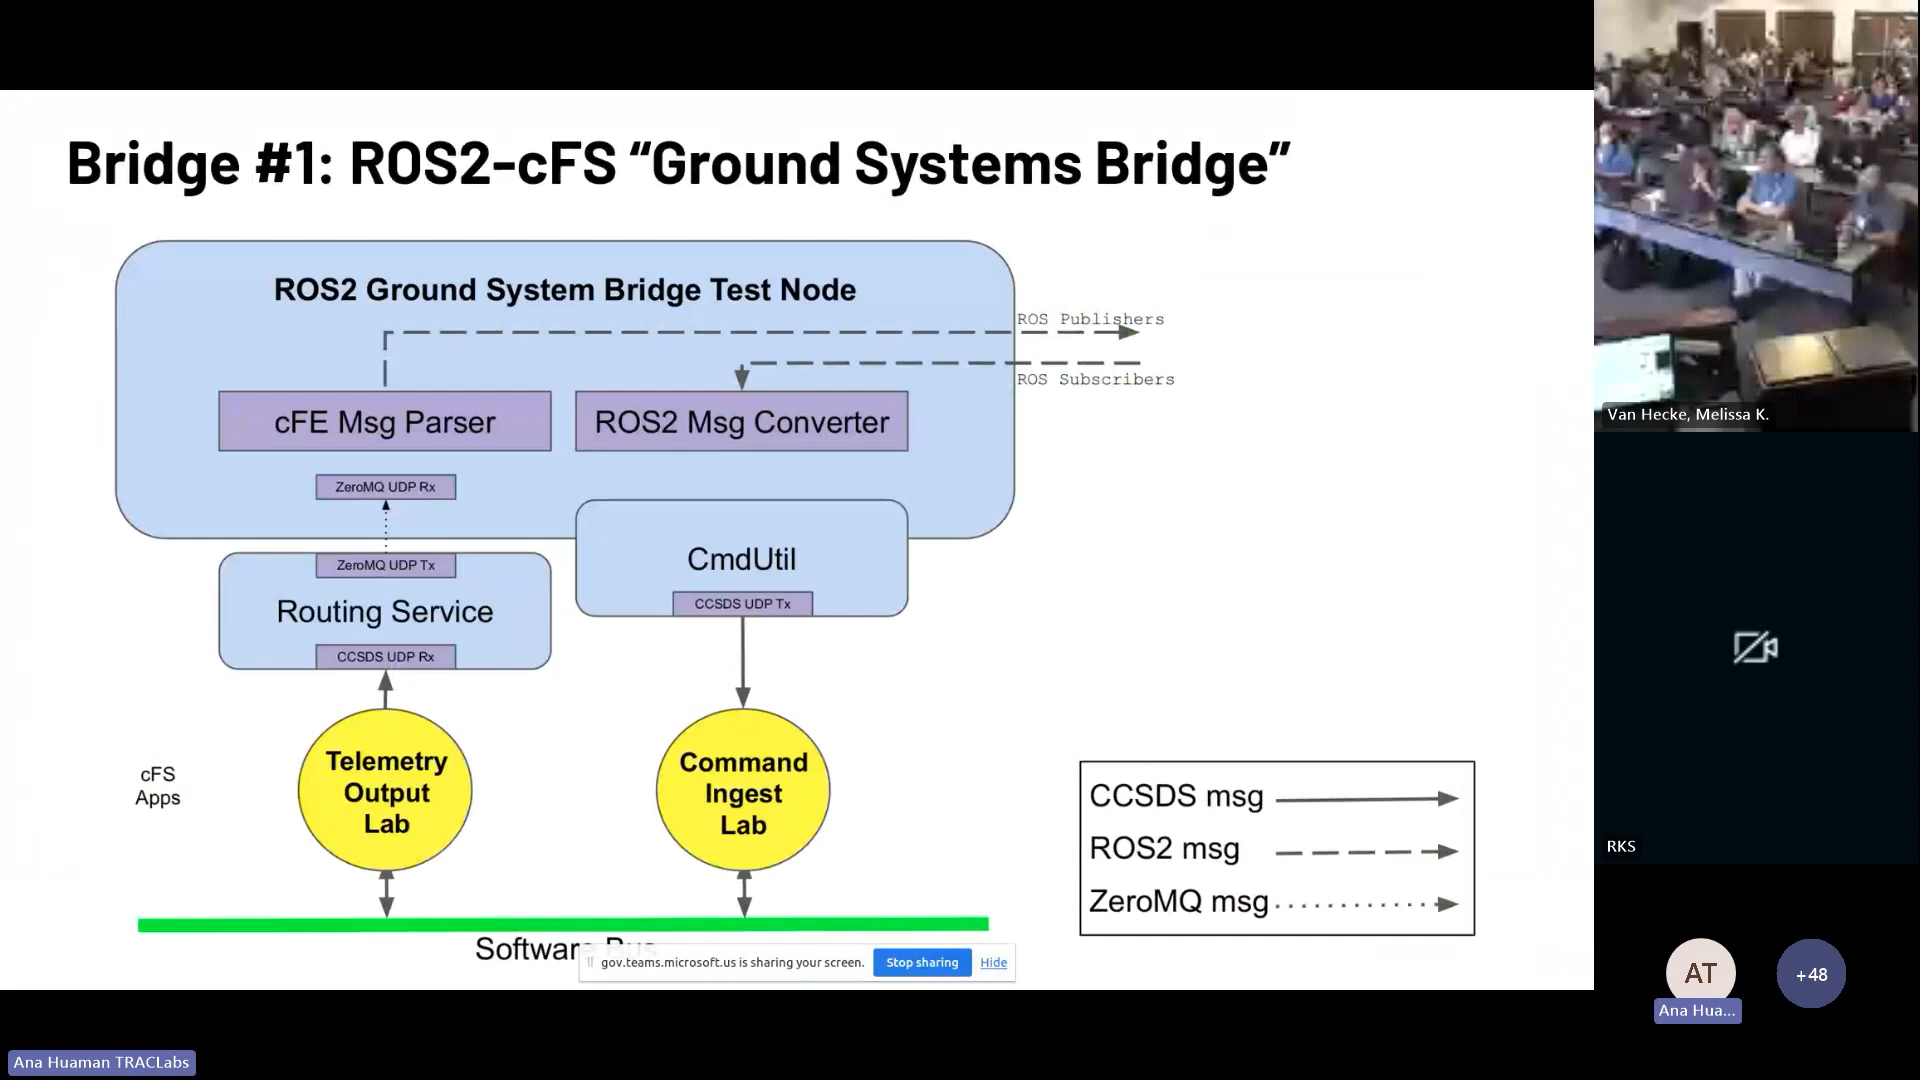 Bridge #1: ROS2-cFS “Ground Systems Bridge”
ROS2 Ground System Bridge Test Node
ROS Publishers
ROS Subscribers
cFE Msg Parser
ROS2 Msg Converter
ZeroMQ UDP Rx
ZeroMQ UDP Tx
Routing Service
CCSDS UDP Rx
CmdUtil
CCSDS UDP Tx
cFS
Apps
Telemetry
Output
Lab
Command
Ingest
Lab
CCSDS msg
ROS2 msg
ZeroMQ msg
Software Bus
gov.teams.microsoft.us is sharing your screen.
Stop sharing
Hide
Van Hecke, Melissa K.
RKS
AT
Ana Hua...
+48
Ana Huaman TRACLabs